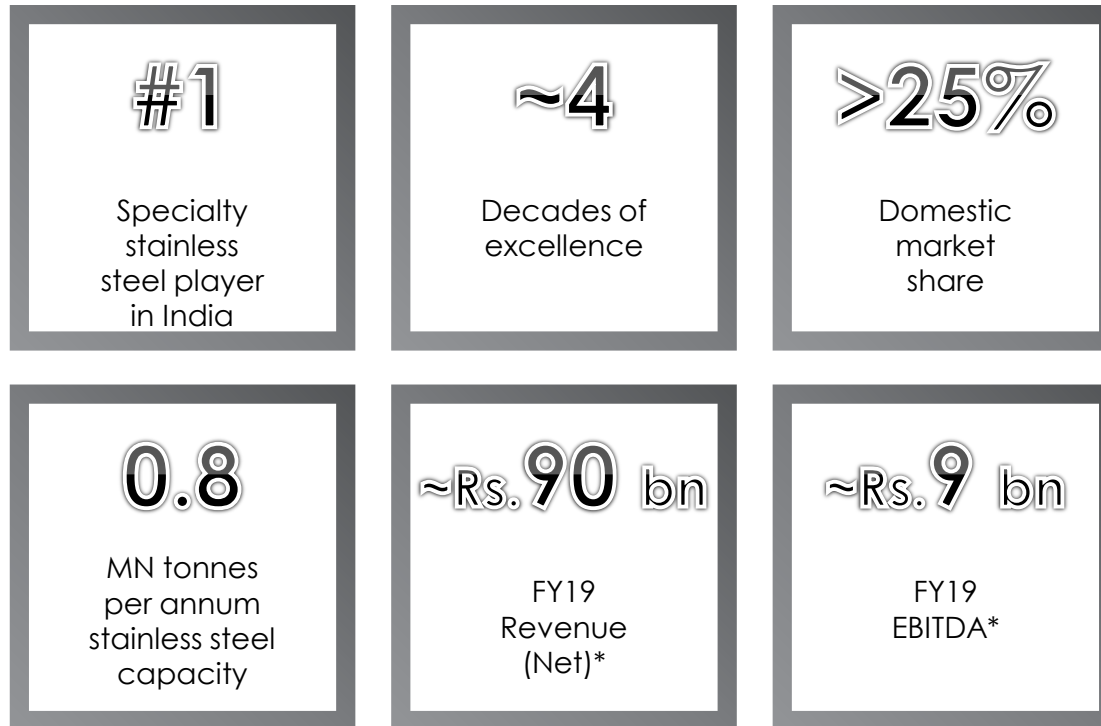 #1
Specialty
stainless
steel player
in India
~4
Decades of
excellence
>25%
Domestic
market
share
0.8
MN tonnes
per annum
stainless steel
capacity
~Rs.90 bn
FY19
Revenue
(Net)*
~Rs.9 bn
FY19
EBITDA*